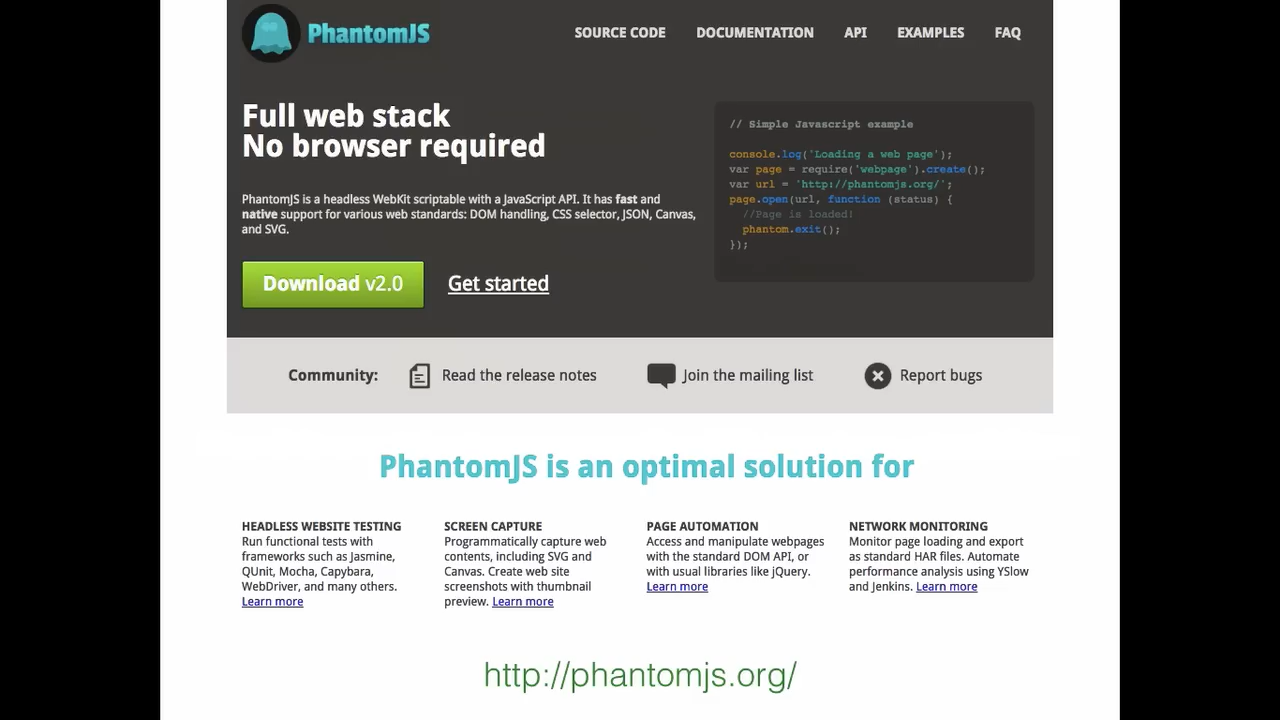 PhantomJS
SOURCE CODE DOCUMENTATION API EXAMPLES FAQ
Full web stack
No browser required
PhantomJS is a headless WebKit scriptable with a JavaScript API. It has fast and
native support for various web standards: DOM handling, CSS selector, JSON, Canvas,
and SVG.
Download v2.0 Get started
// Simple Javascript example
console.log('Loading a web page');
var page = require('webpage').create();
var url = 'http://phantomjs.org/';
page.open(url, function (status) {
//Page is loaded!
phantom.exit();
});
Community: Read the release notes Join the mailing list Report bugs
PhantomJS is an optimal solution for
HEADLESS WEBSITE TESTING
Run functional tests with
frameworks such as Jasmine,
QUnit, Mocha, Capybara,
WebDriver, and many others.
Learn more
SCREEN CAPTURE
Programmatically capture web
contents, including SVG and
Canvas. Create web site
screenshots with thumbnail
preview. Learn more
PAGE AUTOMATION
Access and manipulate webpages
with the standard DOM API, or
with usual libraries like jQuery.
Learn more
NETWORK MONITORING
Monitor page loading and export
as standard HAR files. Automate
performance analysis using YSlow
and Jenkins. Learn more
http://phantomjs.org/